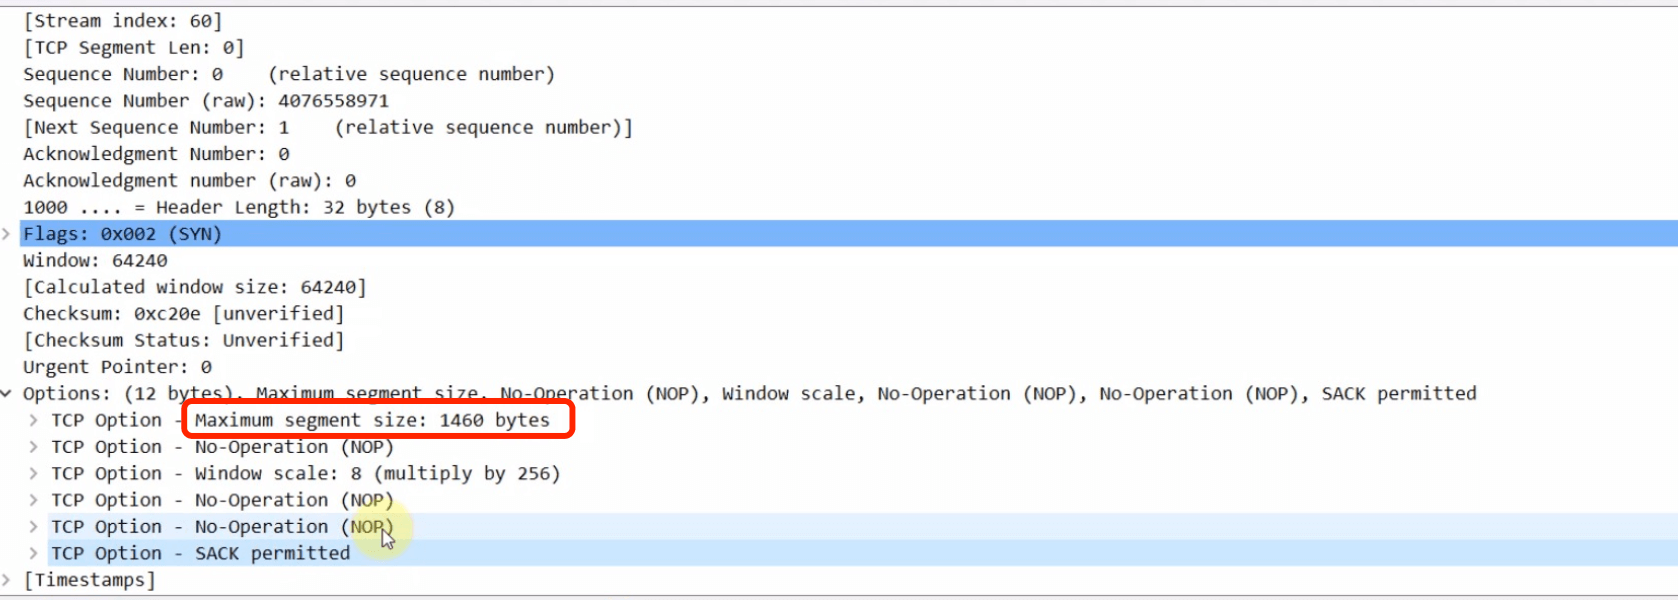 [Stream index: 60]
[TCP Segment Len: 0]
Sequence Number: 0    (relative sequence number)
Sequence Number (raw): 4076558971
[Next Sequence Number: 1    (relative sequence number)]
Acknowledgment Number: 0
Acknowledgment number (raw): 0
1000 .... = Header Length: 32 bytes (8)
Flags: 0x002 (SYN)
Window: 64240
[Calculated window size: 64240]
Checksum: 0xc20e [unverified]
[Checksum Status: Unverified]
Urgent Pointer: 0
Options: (12 bytes), Maximum segment size, No-Operation (NOP), Window scale, No-Operation (NOP), No-Operation (NOP), SACK permitted
TCP Option - Maximum segment size: 1460 bytes
TCP Option - No-Operation (NOP)
TCP Option - Window scale: 8 (multiply by 256)
TCP Option - No-Operation (NOP)
TCP Option - No-Operation (NOP)
TCP Option - SACK permitted
[Timestamps]